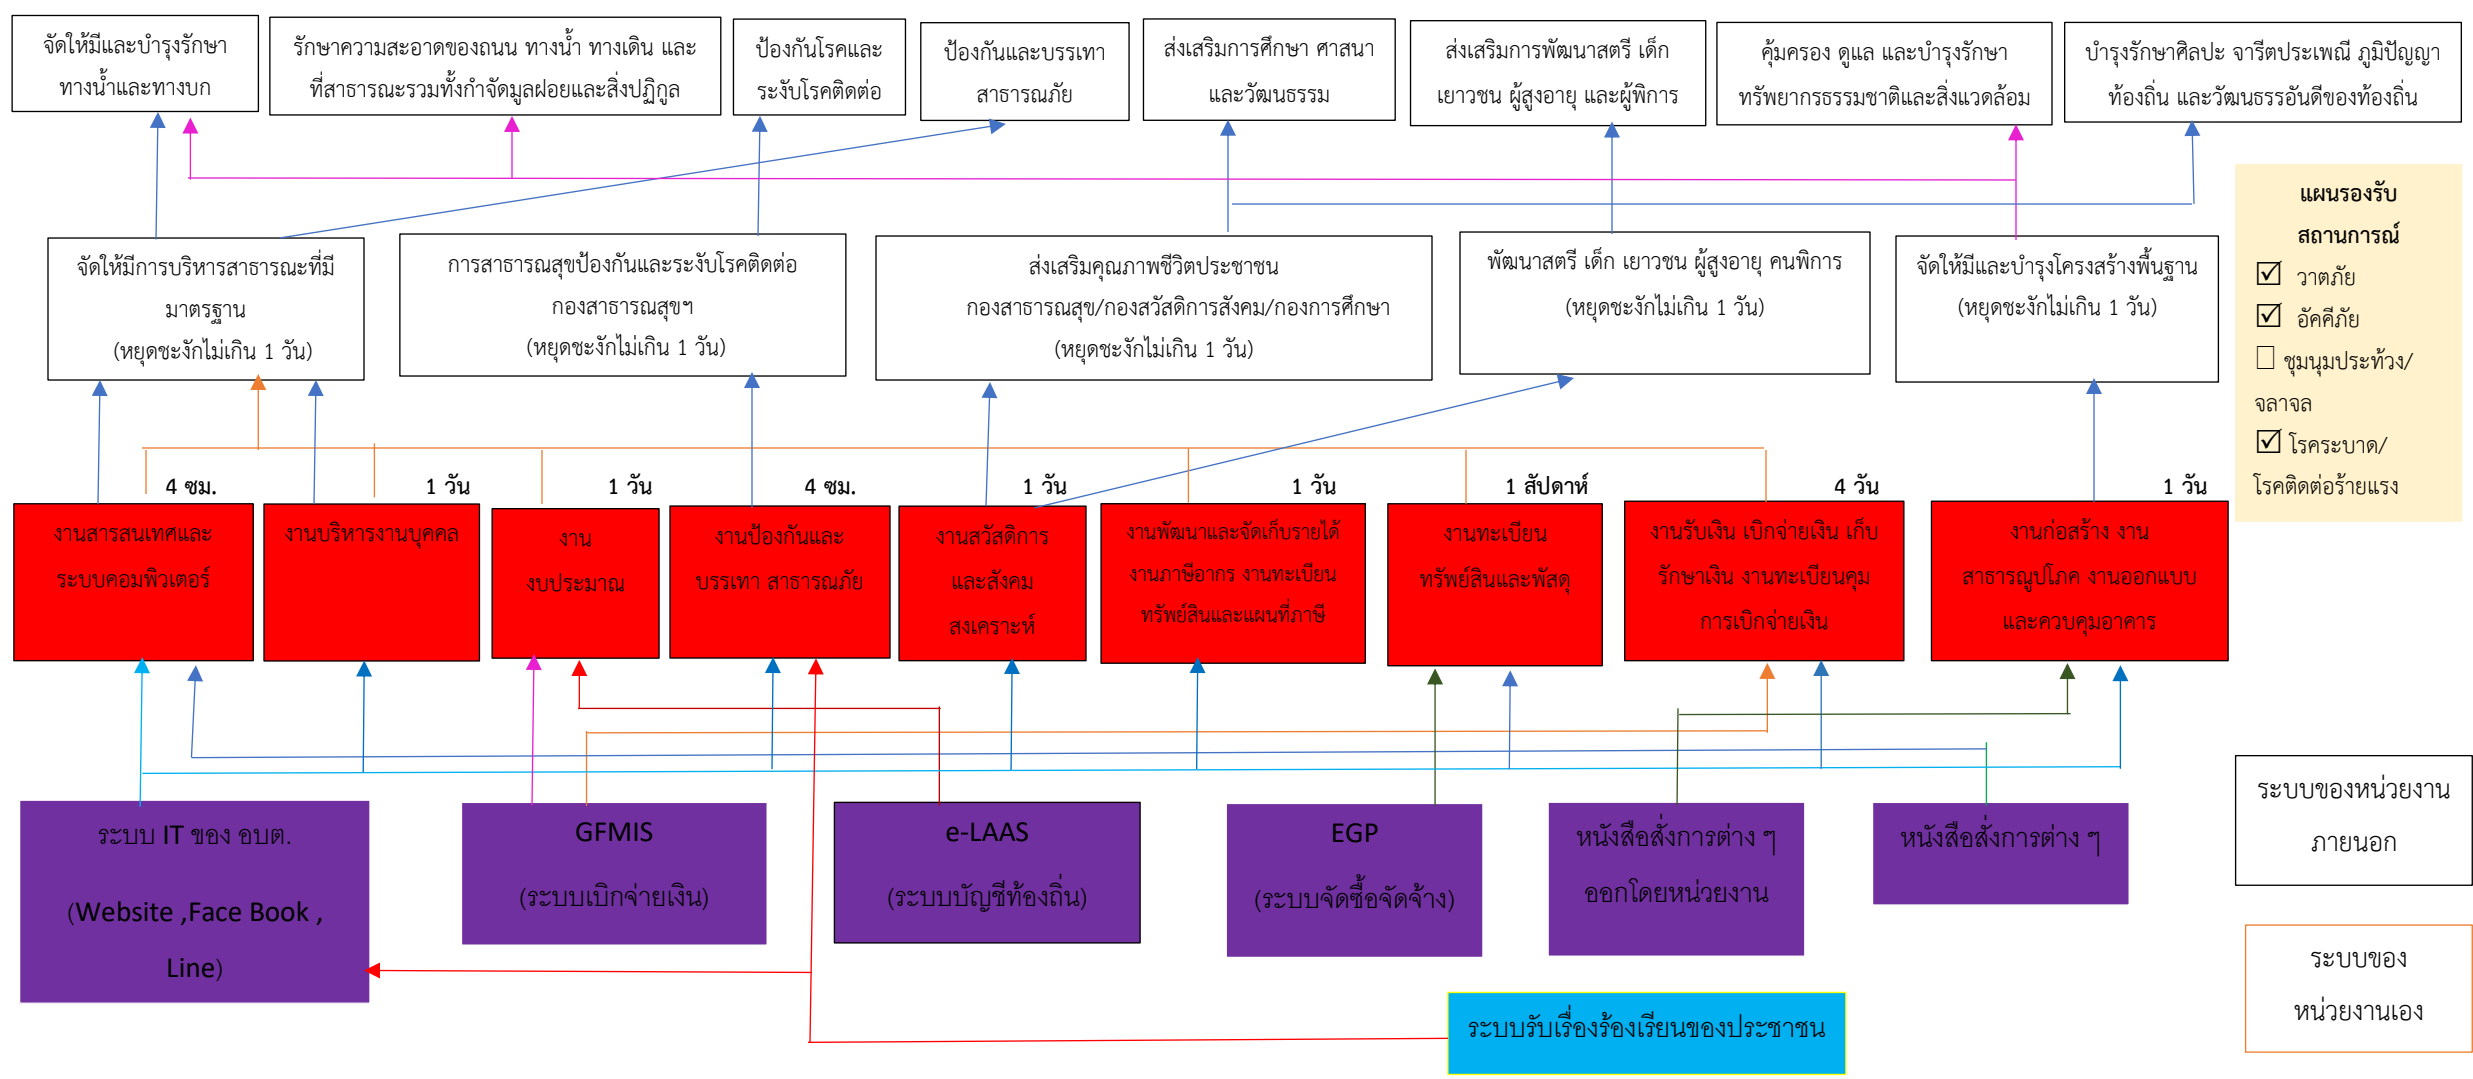 จัดให้มีและบำรุงรักษา
ทางน้ำและทางบก
รักษาความสะอาดของถนน ทางน้ำ ทางเดิน และ
ที่สาธารณะรวมทั้งกำจัดมูลฝอยและสิ่งปฏิกูล
ป้องกันโรคและ
ระงับโรคติดต่อ
ป้องกันและบรรเทา
สาธารณภัย
ส่งเสริมการศึกษา ศาสนา
และวัฒนธรรม
ส่งเสริมการพัฒนาสตรี เด็ก
เยาวชน ผู้สูงอายุ และผู้พิการ
คุ้มครอง ดูแล และบำรุงรักษา
ทรัพยากรธรรมชาติและสิ่งแวดล้อม
บำรุงรักษาศิลปะ จารีตประเพณี ภูมิปัญญา
ท้องถิ่น และวัฒนธรรอันดีของท้องถิ่น
จัดให้มีการบริหารสาธารณะที่มี
มาตรฐาน
(หยุดชะงักไม่เกิน 1 วัน)
การสาธารณสุขป้องกันและระงับโรคติดต่อ
กองสาธารณสุขฯ
(หยุดชะงักไม่เกิน 1 วัน)
ส่งเสริมคุณภาพชีวิตประชาชน
กองสาธารณสุข/กองสวัสดิการสังคม/กองการศึกษา
(หยุดชะงักไม่เกิน 1 วัน)
พัฒนาสตรี เด็ก เยาวชน ผู้สูงอายุ คนพิการ
(หยุดชะงักไม่เกิน 1 วัน)
จัดให้มีและบำรุงโครงสร้างพื้นฐาน
(หยุดชะงักไม่เกิน 1 วัน)
แผนรองรับ
สถานการณ์
☑ วาตภัย
☑ อัคคีภัย
☐ ชุมนุมประท้วง/
จลาจล
☑ โรคระบาด/
โรคติดต่อร้ายแรง
4 ซม.
1 วัน
1 วัน
4 ซม.
1 วัน
1 วัน
1 สัปดาห์
4 วัน
1 วัน
งานสารสนเทศและ
ระบบคอมพิวเตอร์
งานบริหารงานบุคคล
งาน
งบประมาณ
งานป้องกันและ
บรรเทา สาธารณภัย
งานสวัสดิการ
และสังคม
สงเคราะห์
งานพัฒนาและจัดเก็บรายได้
งานภาษีอากร งานทะเบียน
ทรัพย์สินและแผนที่ภาษี
งานทะเบียน
ทรัพย์สินและพัสดุ
งานรับเงิน เบิกจ่ายเงิน เก็บ
รักษาเงิน งานทะเบียนคุม
การเบิกจ่ายเงิน
งานก่อสร้าง งาน
สาธารณูปโภค งานออกแบบ
และควบคุมอาคาร
ระบบ IT ของ อบต.
(Website ,Face Book ,
Line)
GFMIS
(ระบบเบิกจ่ายเงิน)
e-LAAS
(ระบบบัญชีท้องถิ่น)
EGP
(ระบบจัดซื้อจัดจ้าง)
หนังสือสั่งการต่าง ๆ
ออกโดยหน่วยงาน
หนังสือสั่งการต่าง ๆ
ระบบของหน่วยงาน
ภายนอก
ระบบของ
หน่วยงานเอง
ระบบรับเรื่องร้องเรียนของประชาชน